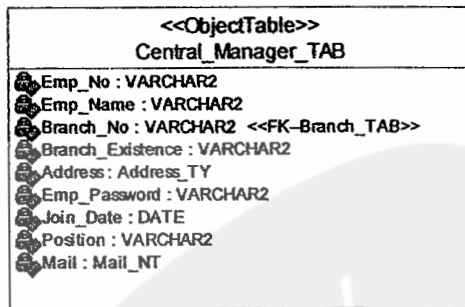 <<ObjectTable>>
Central_Manager_TAB
Emp_No : VARCHAR2
Emp_Name : VARCHAR2
Branch_No : VARCHAR2 <<FK–Branch_TAB>>
Branch_Existence : VARCHAR2
Address : Address_TY
Emp_Password : VARCHAR2
Join_Date : DATE
Position : VARCHAR2
Mail : Mail_NT